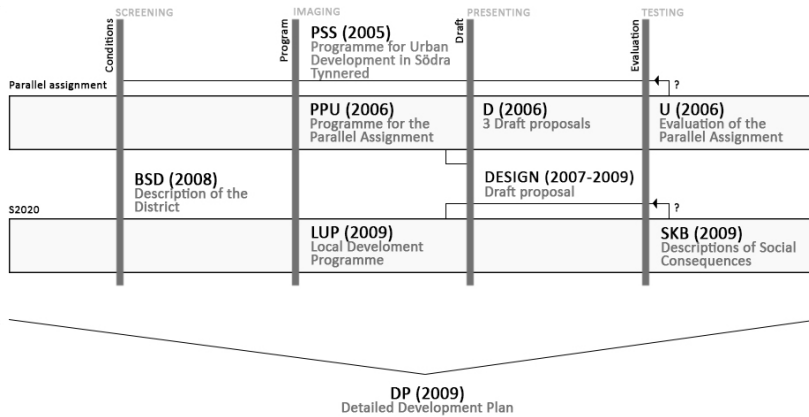 SCREENING
IMAGING
PRESENTING
TESTING
Conditions
Program
Draft
Evaluation
PSS (2005)
Programme for Urban
Development in Södra
Tynnered
Parallel assignment
?
PPU (2006)
Programme for the
Parallel Assignment
D (2006)
3 Draft proposals
U (2006)
Evaluation of the
Parallel Assignment
BSD (2008)
Description of the
District
DESIGN (2007-2009)
Draft proposal
S2020
?
LUP (2009)
Local Develoment
Programme
SKB (2009)
Descriptions of Social
Consequences
DP (2009)
Detailed Development Plan